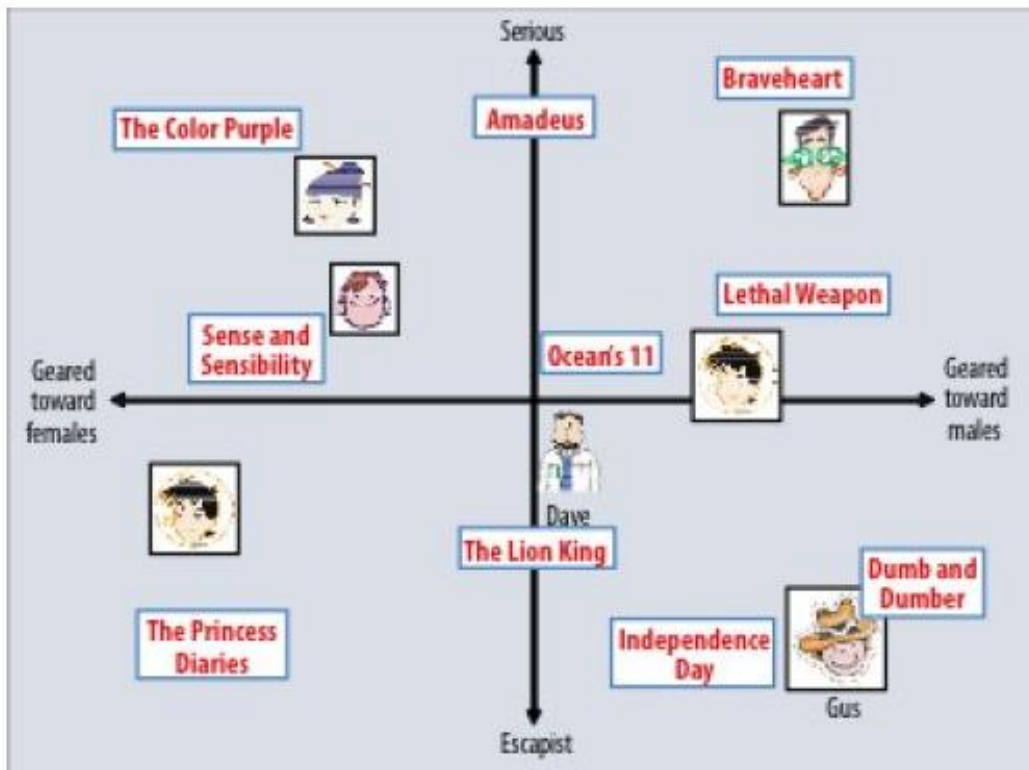 Serious
Braveheart
The Color Purple
Amadeus
Lethal Weapon
Sense and
Sensibility
Ocean's 11
Geared
toward
females
Geared
toward
males
Dave
The Lion King
Dumb and
Dumber
The Princess
Diaries
Independence
Day
Gus
Escapist